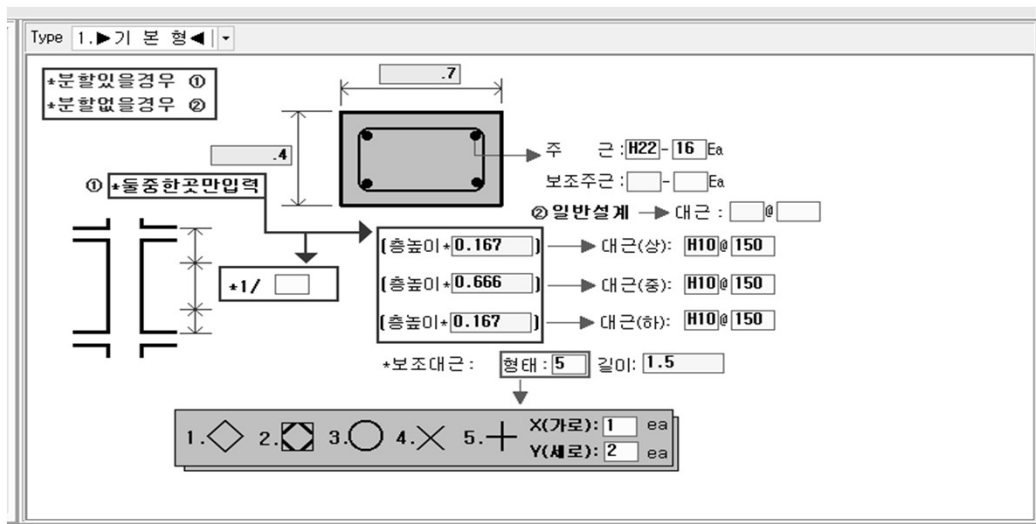 Type 1.▶기 본 형◀
*분할있을경우 ①
*분할없을경우 ②
.7
.4
주 근 : H22 - 16 Ea
보조주근 : - Ea
① *둘중한곳만입력
② 일반설계 → 대근 : @
(층높이*0.167) → 대근(상): H10@150
*1/
(층높이*0.666) → 대근(중): H10@150
(층높이*0.167) → 대근(하): H10@150
*보조대근 : 형태 : 5 길이: 1.5
1. 2. 3. 4. 5.
X(가로): 1 ea
Y(세로): 2 ea